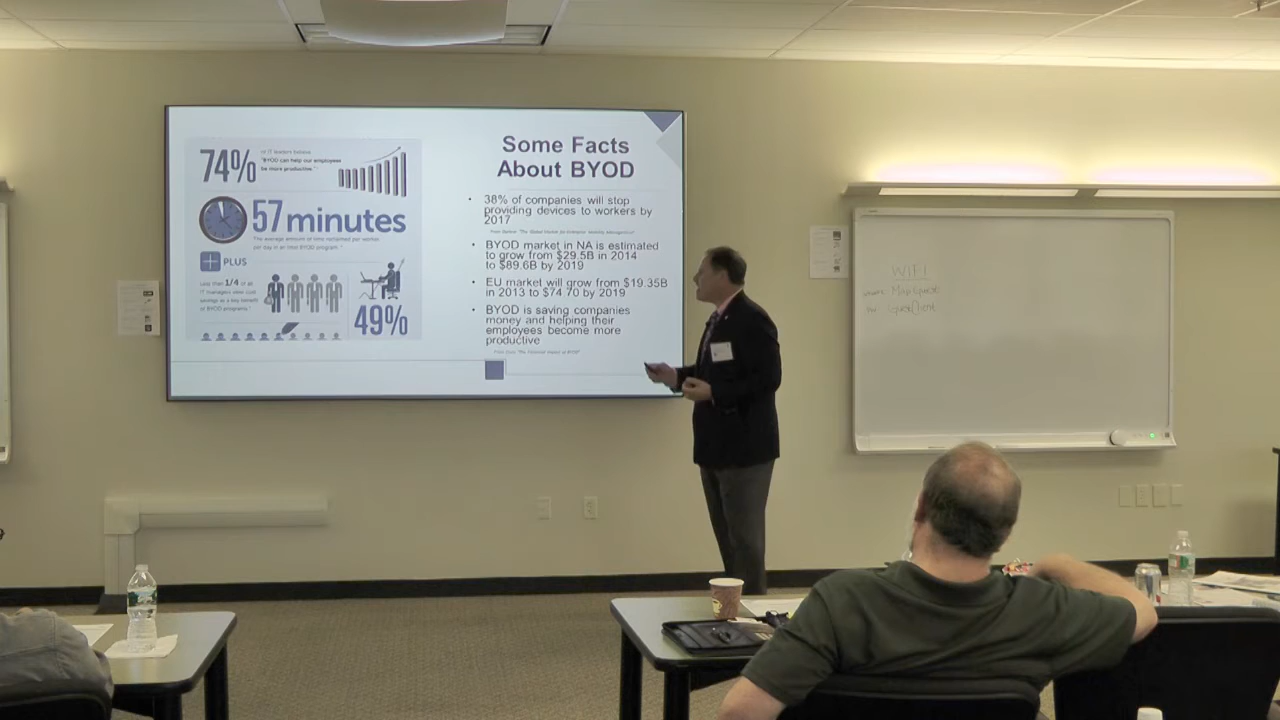 74%
of IT leaders believe
"BYOD can help our employees
be more productive."
57 minutes
"The average amount of time reclaimed per worker
per day in an
BYOD program."
PLUS
Less than 1/4 of all
IT managers view cost
savings as a key benefit
of BYOD programs
49%
Some Facts
About BYOD
• 38% of companies will stop
providing devices to workers by
2017
• BYOD market in NA is estimated
to grow from $29.5B in 2014
to $89.6B by 2019
• EU market will grow from $19.35B
in 2013 to $74.70 by 2019
• BYOD is saving companies
money and helping their
employees become more
productive
WIFI